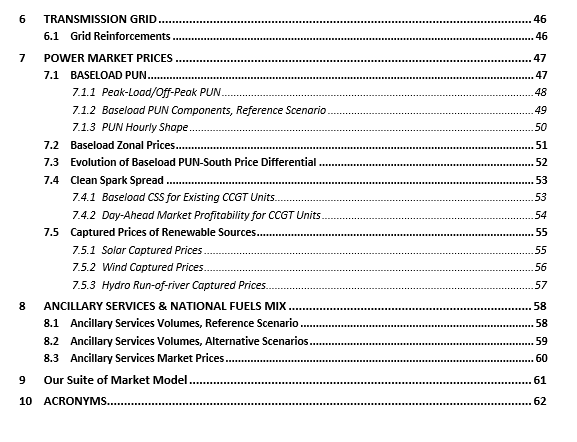 6 TRANSMISSION GRID 46
6.1 Grid Reinforcements 46
7 POWER MARKET PRICES 47
7.1 BASELOAD PUN 47
7.1.1 Peak-Load/Off-Peak PUN 48
7.1.2 Baseload PUN Components, Reference Scenario 49
7.1.3 PUN Hourly Shape 50
7.2 Baseload Zonal Prices 51
7.3 Evolution of Baseload PUN-South Price Differential 52
7.4 Clean Spark Spread 53
7.4.1 Baseload CSS for Existing CCGT Units 53
7.4.2 Day-Ahead Market Profitability for CCGT Units 54
7.5 Captured Prices of Renewable Sources 55
7.5.1 Solar Captured Prices 55
7.5.2 Wind Captured Prices 56
7.5.3 Hydro Run-of-river Captured Prices 57
8 ANCILLARY SERVICES & NATIONAL FUELS MIX 58
8.1 Ancillary Services Volumes, Reference Scenario 58
8.2 Ancillary Services Volumes, Alternative Scenarios 59
8.3 Ancillary Services Market Prices 60
9 Our Suite of Market Model 61
10 ACRONYMS 62